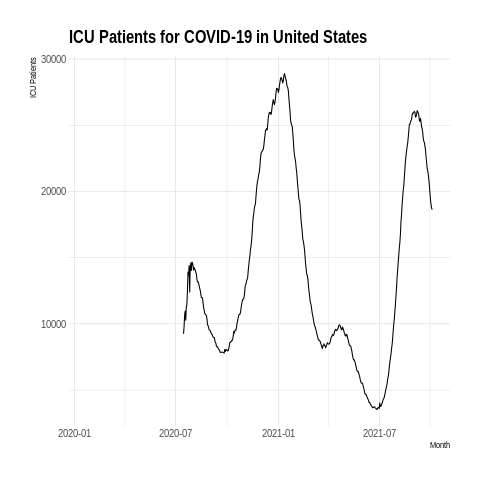 ICU Patients for COVID-19 in United States
ICU Patients
30000
20000
10000
2020-01
2020-07
2021-01
2021-07
Month